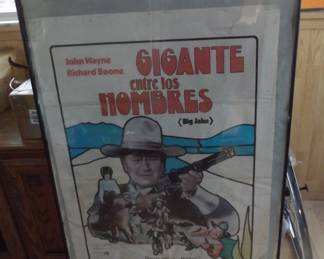 John Wayne
Richard Boone
GIGANTE
entre los
HOMBRES
(Big Jake)